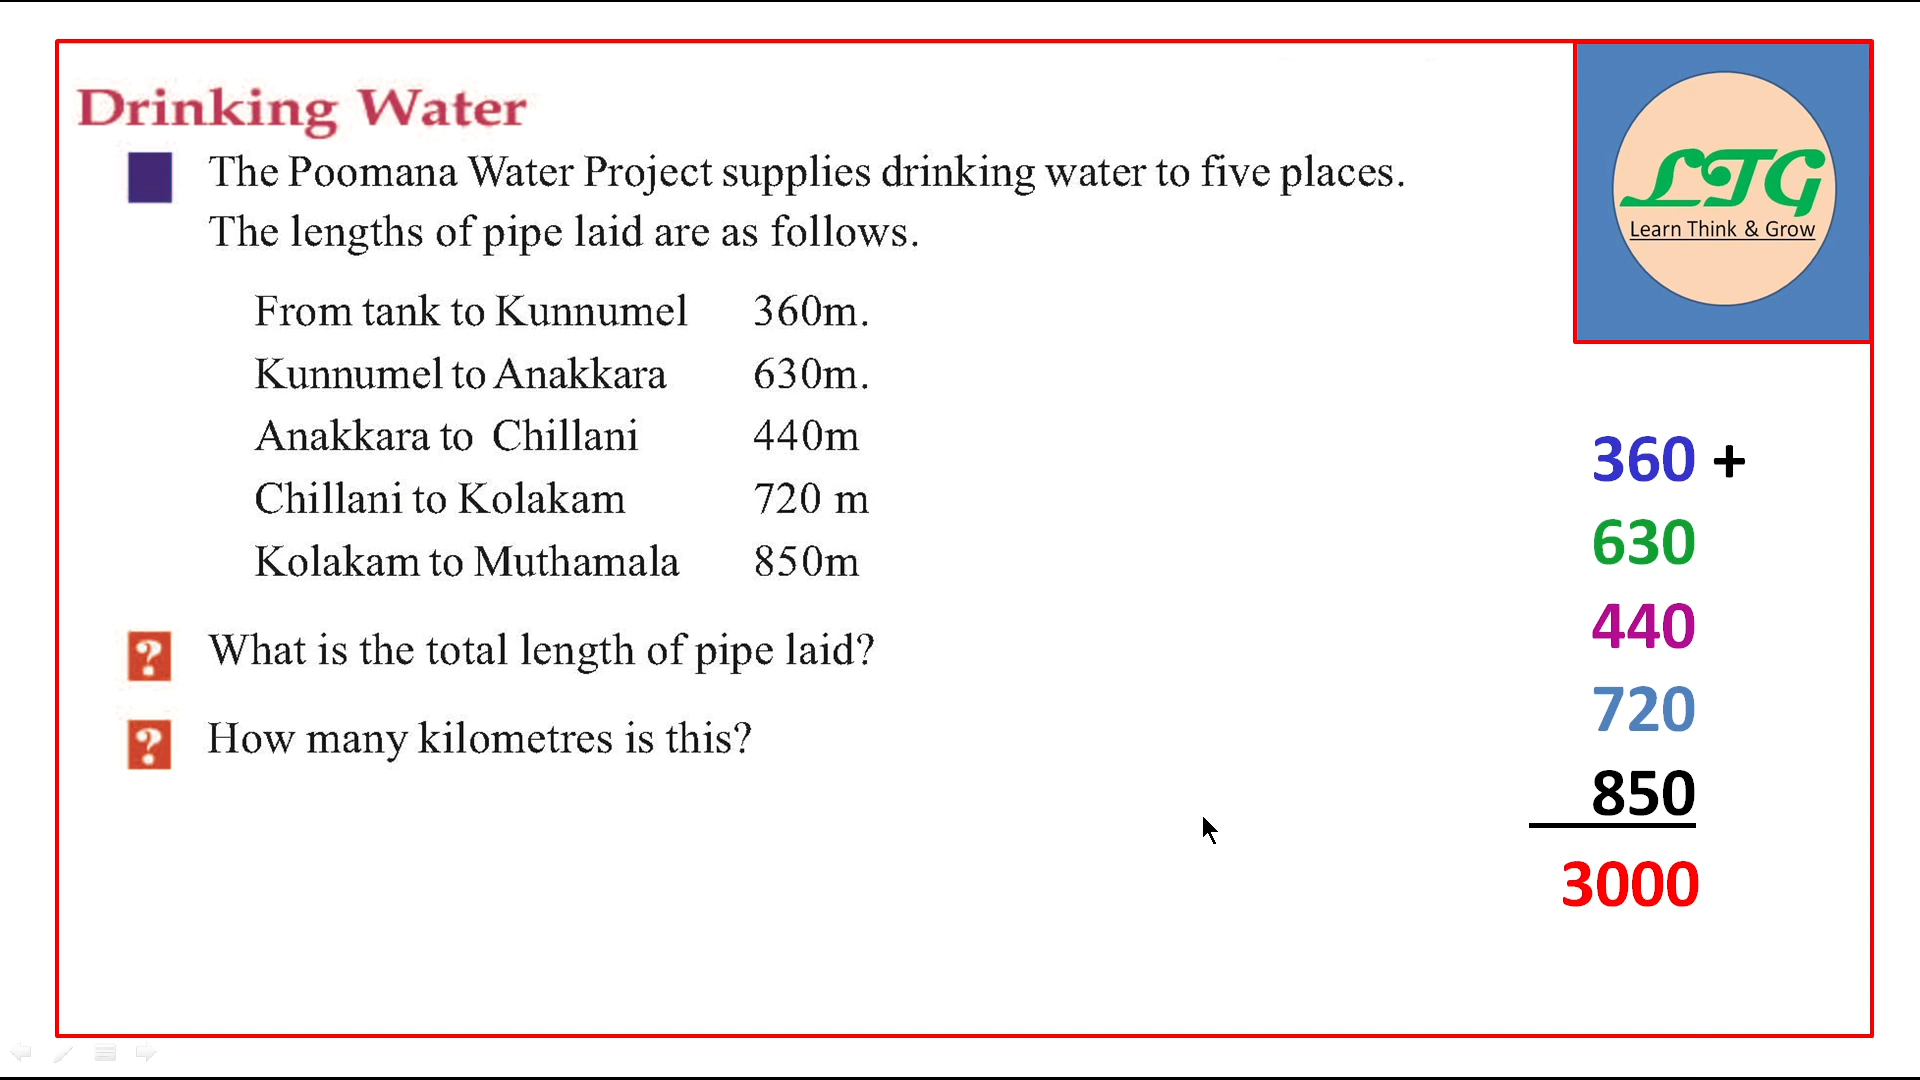 Drinking Water
The Poomana Water Project supplies drinking water to five places.
The lengths of pipe laid are as follows.
From tank to Kunnumel 360m.
Kunnumel to Anakkara 630m.
Anakkara to Chillani 440m
Chillani to Kolakam 720 m
Kolakam to Muthamala 850m
? What is the total length of pipe laid?
? How many kilometres is this?
LTG
Learn Think & Grow
360 +
630
440
720
850
3000